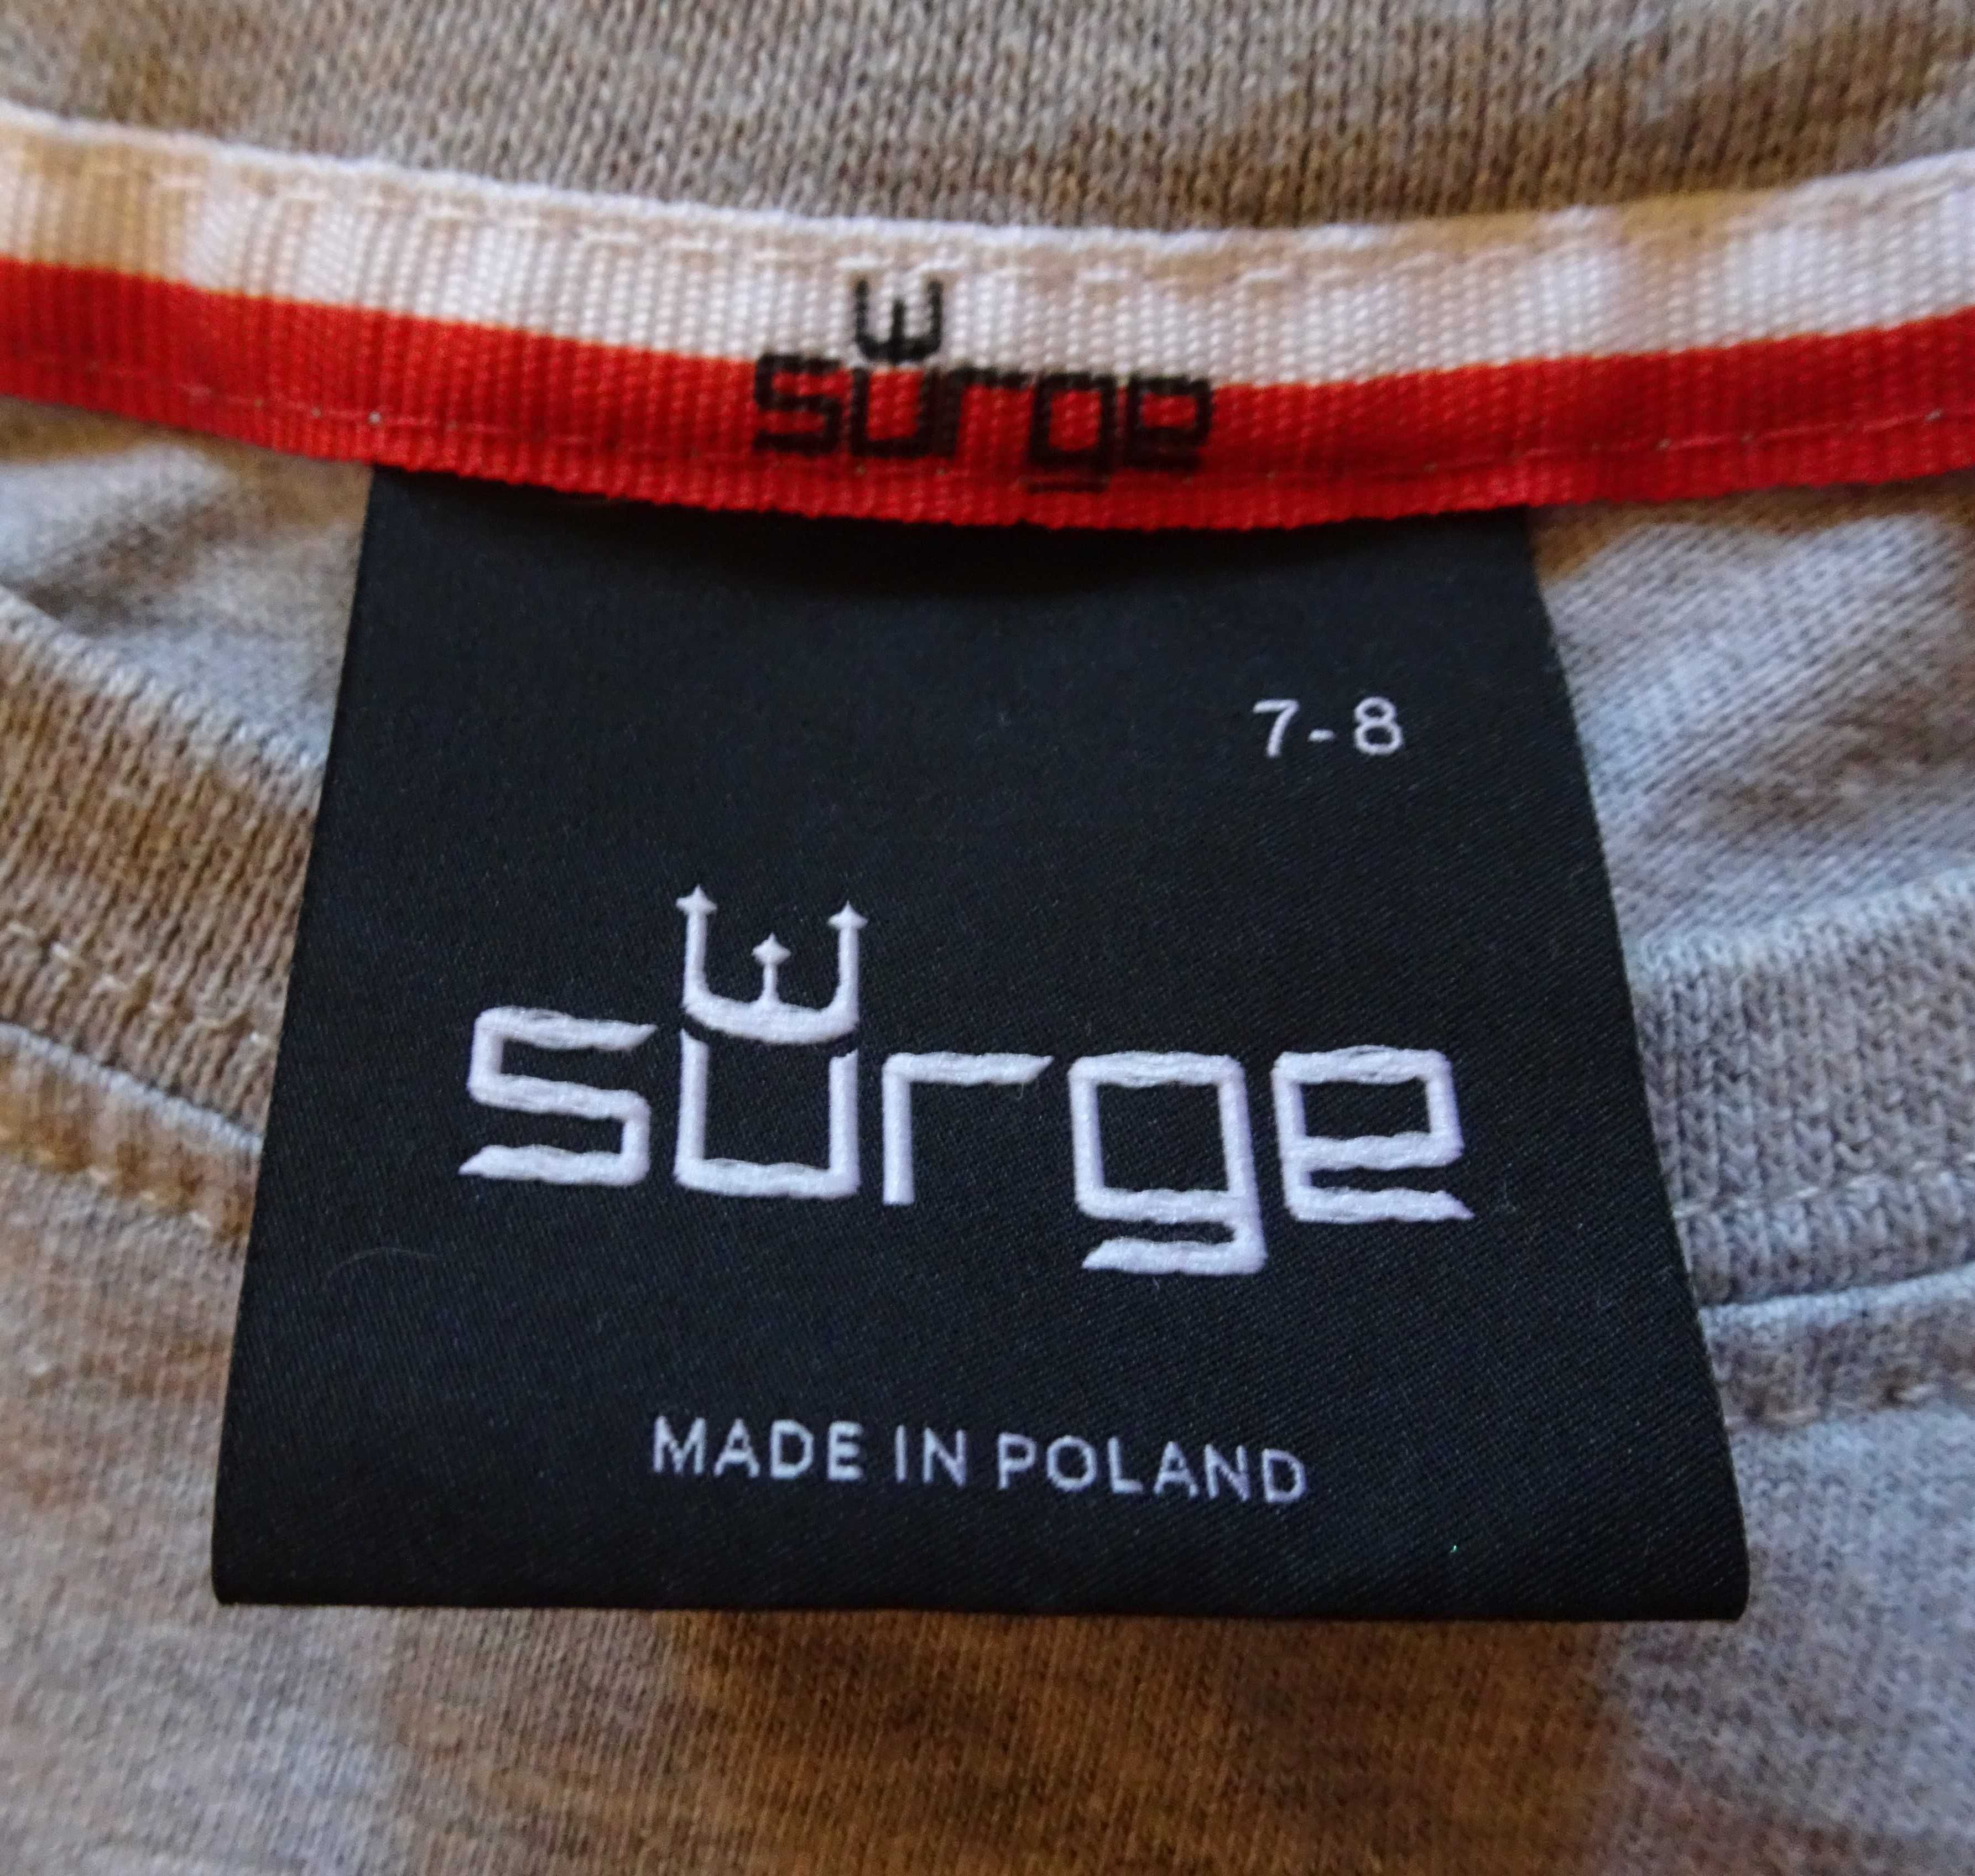 surge
7-8
surge
MADE IN POLAND